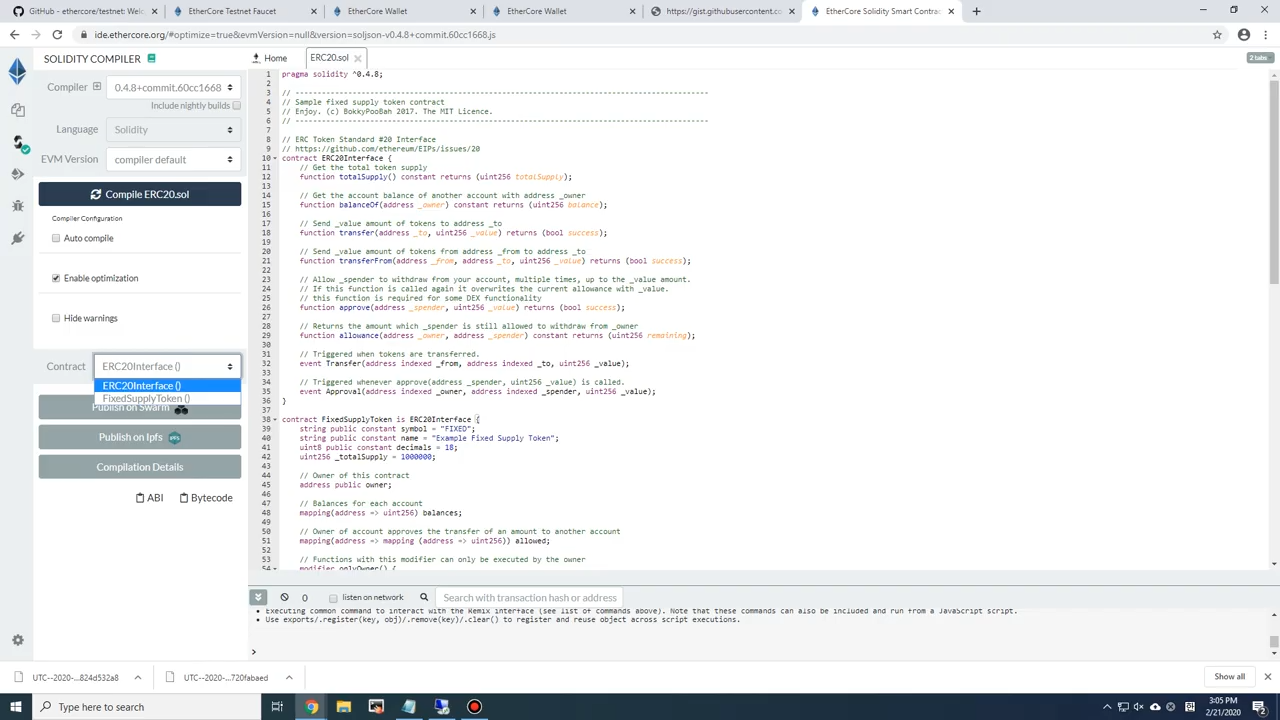 GitHub - ethercore/testnet: Welc
EtherCore Testnet Faucet
EtherCore Wallet
EtherCore Wallet
https://gist.githubusercontent.co
EtherCore Solidity Smart Contrac
ide.ethercore.org/#optimize=true&evmVersion=null&version=soljson-v0.4.8+commit.60cc1668.js
SOLIDITY COMPILER
Home
ERC20.sol
2 tabs
Compiler
0.4.8+commit.60cc1668
Include nightly builds
Language
Solidity
EVM Version
compiler default
Compile ERC20.sol
Compiler Configuration
Auto compile
Enable optimization
Hide warnings
Contract
ERC20Interface ()
ERC20Interface ()
FixedSupplyToken ()
Publish on Swarm
Publish on Ipfs
Compilation Details
ABI
Bytecode
1 pragma solidity ^0.4.8;
2
3 // ----------------------------------------------------------------------------------------------
4 // Sample fixed supply token contract
5 // Enjoy. (c) BokkyPooBah 2017. The MIT Licence.
6 // ----------------------------------------------------------------------------------------------
7
8 // ERC Token Standard #20 Interface
9 // https://github.com/ethereum/EIPs/issues/20
10 contract ERC20Interface {
11 // Get the total token supply
12 function totalSupply() constant returns (uint256 totalSupply);
13
14 // Get the account balance of another account with address _owner
15 function balanceOf(address _owner) constant returns (uint256 balance);
16
17 // Send _value amount of tokens to address _to
18 function transfer(address _to, uint256 _value) returns (bool success);
19
20 // Send _value amount of tokens from address _from to address _to
21 function transferFrom(address _from, address _to, uint256 _value) returns (bool success);
22
23 // Allow _spender to withdraw from your account, multiple times, up to the _value amount.
24 // If this function is called again it overwrites the current allowance with _value.
25 // this function is required for some DEX functionality
26 function approve(address _spender, uint256 _value) returns (bool success);
27
28 // Returns the amount which _spender is still allowed to withdraw from _owner
29 function allowance(address _owner, address _spender) constant returns (uint256 remaining);
30
31 // Triggered when tokens are transferred.
32 event Transfer(address indexed _from, address indexed _to, uint256 _value);
33
34 // Triggered whenever approve(address _spender, uint256 _value) is called.
35 event Approval(address indexed _owner, address indexed _spender, uint256 _value);
36 }
37
38 contract FixedSupplyToken is ERC20Interface {
39 string public constant symbol = "FIXED";
40 string public constant name = "Example Fixed Supply Token";
41 uint8 public constant decimals = 18;
42 uint256 _totalSupply = 1000000;
43
44 // Owner of this contract
45 address public owner;
46
47 // Balances for each account
48 mapping(address => uint256) balances;
49
50 // Owner of account approves the transfer of an amount to another account
51 mapping(address => mapping (address => uint256)) allowed;
52
53 // Functions with this modifier can only be executed by the owner
54 modifier onlyOwner() {
0
listen on network
Search with transaction hash or address
• Executing common command to interact with the Remix interface (see list of commands above). Note that these commands can also be included and run from a JavaScript script.
• Use exports/.register(key, obj)/.remove(key)/.clear() to register and reuse object across script executions.
>
UTC--2020-....824d532a8
UTC--2020-....720fabaed
Show all
Type here to search
3:05 PM
2/21/2020
2